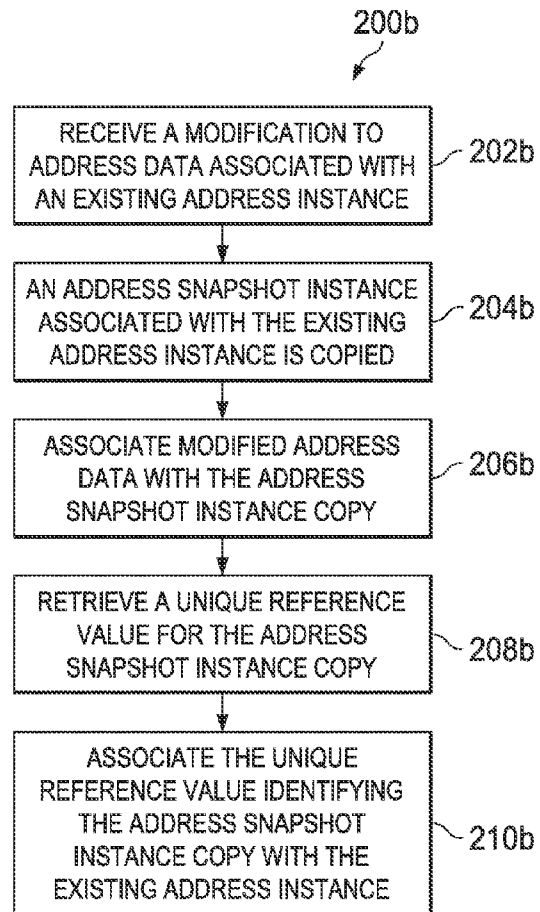 200b
RECEIVE A MODIFICATION TO
ADDRESS DATA ASSOCIATED WITH
AN EXISTING ADDRESS INSTANCE
202b
AN ADDRESS SNAPSHOT INSTANCE
ASSOCIATED WITH THE EXISTING
ADDRESS INSTANCE IS COPIED
204b
ASSOCIATE MODIFIED ADDRESS
DATA WITH THE ADDRESS
SNAPSHOT INSTANCE COPY
206b
RETRIEVE A UNIQUE REFERENCE
VALUE FOR THE ADDRESS
SNAPSHOT INSTANCE COPY
208b
ASSOCIATE THE UNIQUE
REFERENCE VALUE IDENTIFYING
THE ADDRESS SNAPSHOT
INSTANCE COPY WITH THE
EXISTING ADDRESS INSTANCE
210b